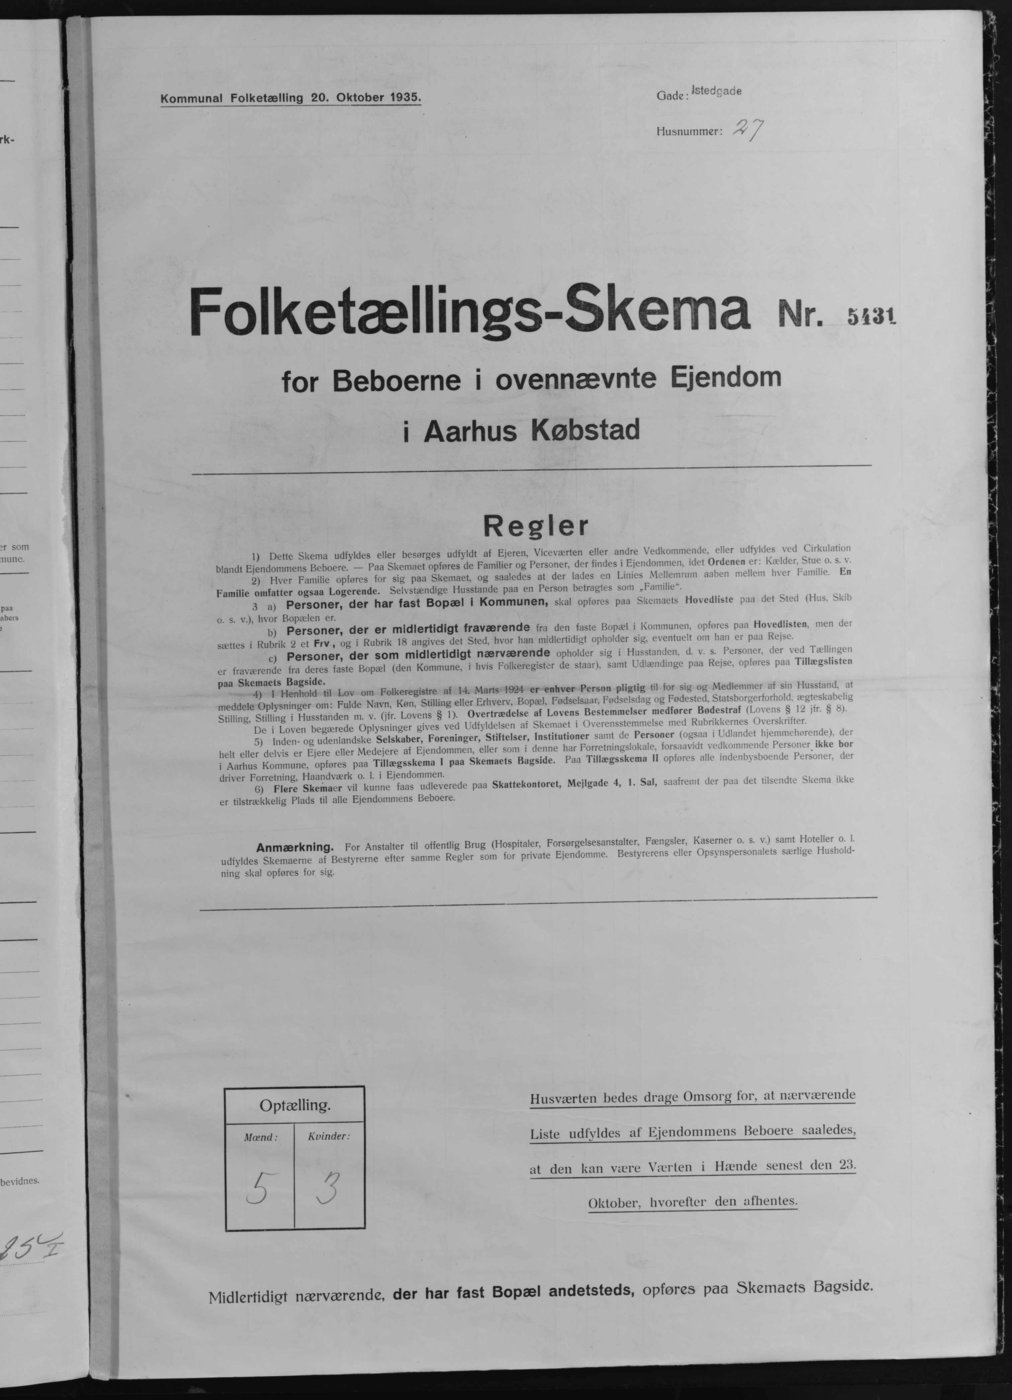 Kommunal Folketælling 20. Oktober 1935.
Gade: Istedgade
Husnummer: 27
Folketællings-Skema Nr. 5431
for Beboerne i ovennævnte Ejendom
i Aarhus Købstad
Regler
1) Dette Skema udfyldes eller besørges udfyldt af Ejeren, Viceværten eller andre Vedkommende, eller udfyldes ved Cirkulation
blandt Ejendommens Beboere. — Paa Skemaet opføres de Familier og Personer, der findes i Ejendommen, idet Ordenen er: Kælder, Stue o. s. v.
2) Hver Familie opføres for sig paa Skemaet, og saaledes at der lades en Linies Mellemrum aaben mellem hver Familie. En
Familie omfatter ogsaa Logerende. Selvstændige Husstande paa en Person betragtes som „Familie“.
3 a) Personer, der har fast Bopæl i Kommunen, skal opføres paa Skemaets Hovedliste paa det Sted (Hus, Skib
o. s. v.), hvor Bopælen er.
b) Personer, der er midlertidigt fraværende fra den faste Bopæl i Kommunen, opføres paa Hovedlisten, men der
sættes i Rubrik 2 et Frv., og i Rubrik 18 angives det Sted, hvor han midlertidigt opholder sig, eventuelt om han er paa Rejse.
c) Personer, der som midlertidigt nærværende opholder sig i Husstanden, d. v. s. Personer, der ved Tællingen
er fraværende fra deres faste Bopæl (den Kommune, i hvis Folkeregister de staar), samt Udlændinge paa Rejse, opføres paa Tillægslisten
paa Skemaets Bagside.
4) I Henhold til Lov om Folkeregistre af 14. Marts 1924 er enhver Person pligtig til for sig og Medlemmer af sin Husstand, at
meddele Oplysninger om: Fulde Navn, Køn, Stilling eller Erhverv, Bopæl, Fødselsaar, Fødselsdag og Fødested, Statsborgerforhold, ægteskabelig
Stilling, Stilling i Husstanden m. v. (jfr. Lovens § 1). Overtrædelse af Lovens Bestemmelser medfører Bødestraf (Lovens § 12 jfr. § 8).
De i Loven begærede Oplysninger gives ved Udfyldelsen af Skemaet i Overensstemmelse med Rubrikkernes Overskrifter.
5) Inden- og udenlandske Selskaber, Foreninger, Stiftelser, Institutioner samt de Personer (ogsaa i Udlandet hjemmehørende), der
helt eller delvis er Ejere eller Medejere af Ejendommen, eller som i denne har Forretningslokale, forsaavidt vedkommende Personer ikke bor
i Aarhus Kommune, opføres paa Tillægsskema I paa Skemaets Bagside. Paa Tillægsskema II opføres alle indenbysboende Personer, der
driver Forretning, Haandværk o. l. i Ejendommen.
6) Flere Skemaer vil kunne faas udleverede paa Skattekontoret, Mejlgade 4, 1. Sal, saafremt der paa det tilsendte Skema ikke
er tilstrækkelig Plads til alle Ejendommens Beboere.
Anmærkning. For Anstalter til offentlig Brug (Hospitaler, Forsørgelsesanstalter, Fængsler, Kaserner o. s. v.) samt Hoteller o. l.
udfyldes Skemaerne af Bestyrerne efter samme Regler som for private Ejendomme. Bestyrerens eller Opsynspersonalets særlige Hushold-
ning skal opføres for sig.
Optælling.
Mænd: Kvinder:
5 3
Husværten bedes drage Omsorg for, at nærværende
Liste udfyldes af Ejendommens Beboere saaledes,
at den kan være Værten i Hænde senest den 23.
Oktober, hvorefter den afhentes.
Midlertidigt nærværende, der har fast Bopæl andetsteds, opføres paa Skemaets Bagside.
rk-
er som
mune.
paa
abers
bevidnes.